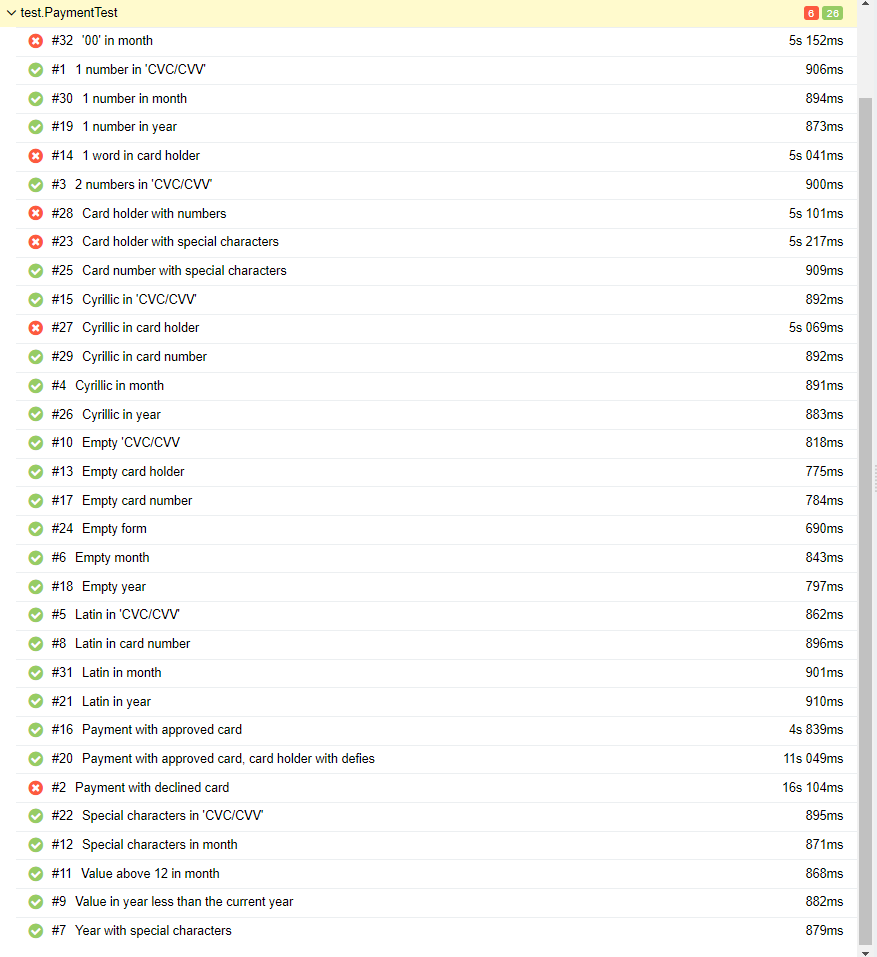 test.PaymentTest 6 26
#32 '00' in month 5s 152ms
#1 1 number in 'CVC/CVV' 906ms
#30 1 number in month 894ms
#19 1 number in year 873ms
#14 1 word in card holder 5s 041ms
#3 2 numbers in 'CVC/CVV' 900ms
#28 Card holder with numbers 5s 101ms
#23 Card holder with special characters 5s 217ms
#25 Card number with special characters 909ms
#15 Cyrillic in 'CVC/CVV' 892ms
#27 Cyrillic in card holder 5s 069ms
#29 Cyrillic in card number 892ms
#4 Cyrillic in month 891ms
#26 Cyrillic in year 883ms
#10 Empty 'CVC/CVV 818ms
#13 Empty card holder 775ms
#17 Empty card number 784ms
#24 Empty form 690ms
#6 Empty month 843ms
#18 Empty year 797ms
#5 Latin in 'CVC/CVV' 862ms
#8 Latin in card number 896ms
#31 Latin in month 901ms
#21 Latin in year 910ms
#16 Payment with approved card 4s 839ms
#20 Payment with approved card, card holder with defies 11s 049ms
#2 Payment with declined card 16s 104ms
#22 Special characters in 'CVC/CVV' 895ms
#12 Special characters in month 871ms
#11 Value above 12 in month 868ms
#9 Value in year less than the current year 882ms
#7 Year with special characters 879ms